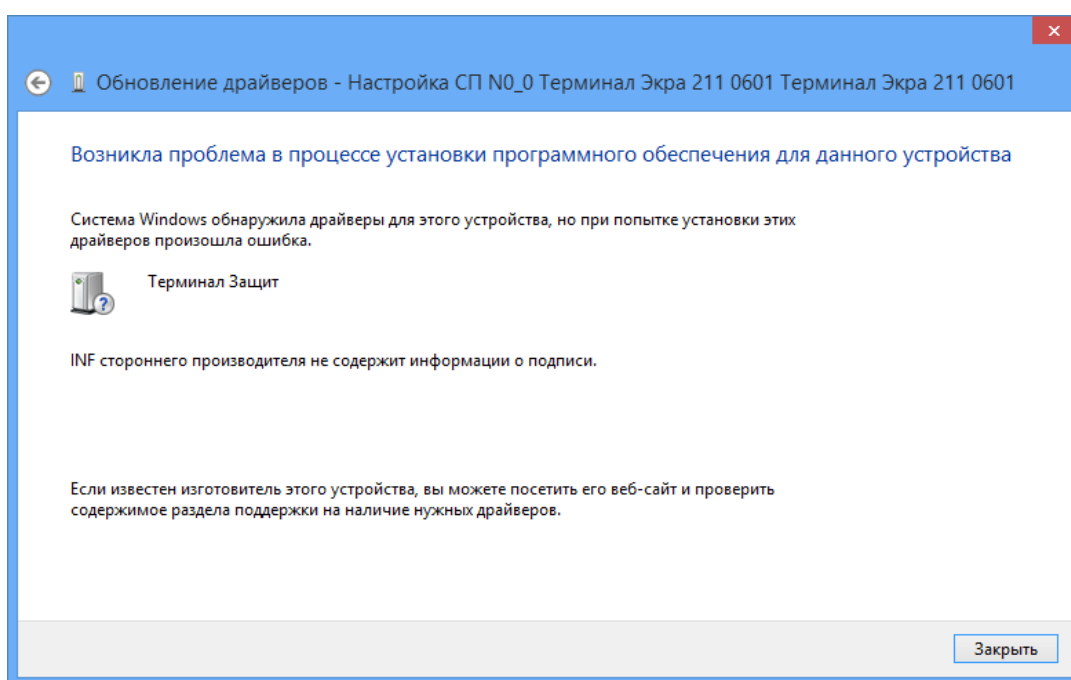 Обновление драйверов - Настройка СП N0_0 Терминал Экра 211 0601 Терминал Экра 211 0601
Возникла проблема в процессе установки программного обеспечения для данного устройства
Система Windows обнаружила драйверы для этого устройства, но при попытке установки этих
драйверов произошла ошибка.
Терминал Защит
INF стороннего производителя не содержит информации о подписи.
Если известен изготовитель этого устройства, вы можете посетить его веб-сайт и проверить
содержимое раздела поддержки на наличие нужных драйверов.
Закрыть